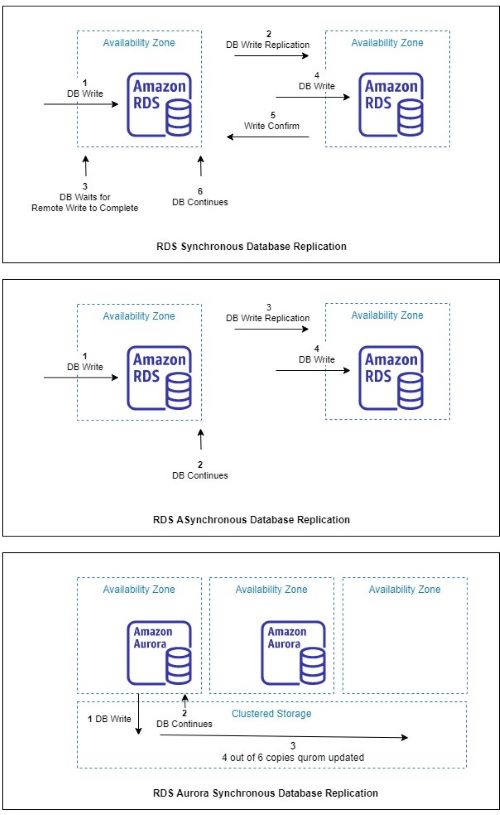 Availability Zone
2
DB Write Replication
Availability Zone
1
DB Write
Amazon
RDS
4
DB Write
Amazon
RDS
5
Write Confirm
3
DB Waits for
Remote Write to Complete
6
DB Continues
RDS Synchronous Database Replication
Availability Zone
3
DB Write Replication
Availability Zone
1
DB Write
Amazon
RDS
4
DB Write
Amazon
RDS
2
DB Continues
RDS ASynchronous Database Replication
Availability Zone
Availability Zone
Availability Zone
Amazon
Aurora
Amazon
Aurora
1 DB Write
2
DB Continues
Clustered Storage
3
4 out of 6 copies qurom updated
RDS Aurora Synchronous Database Replication